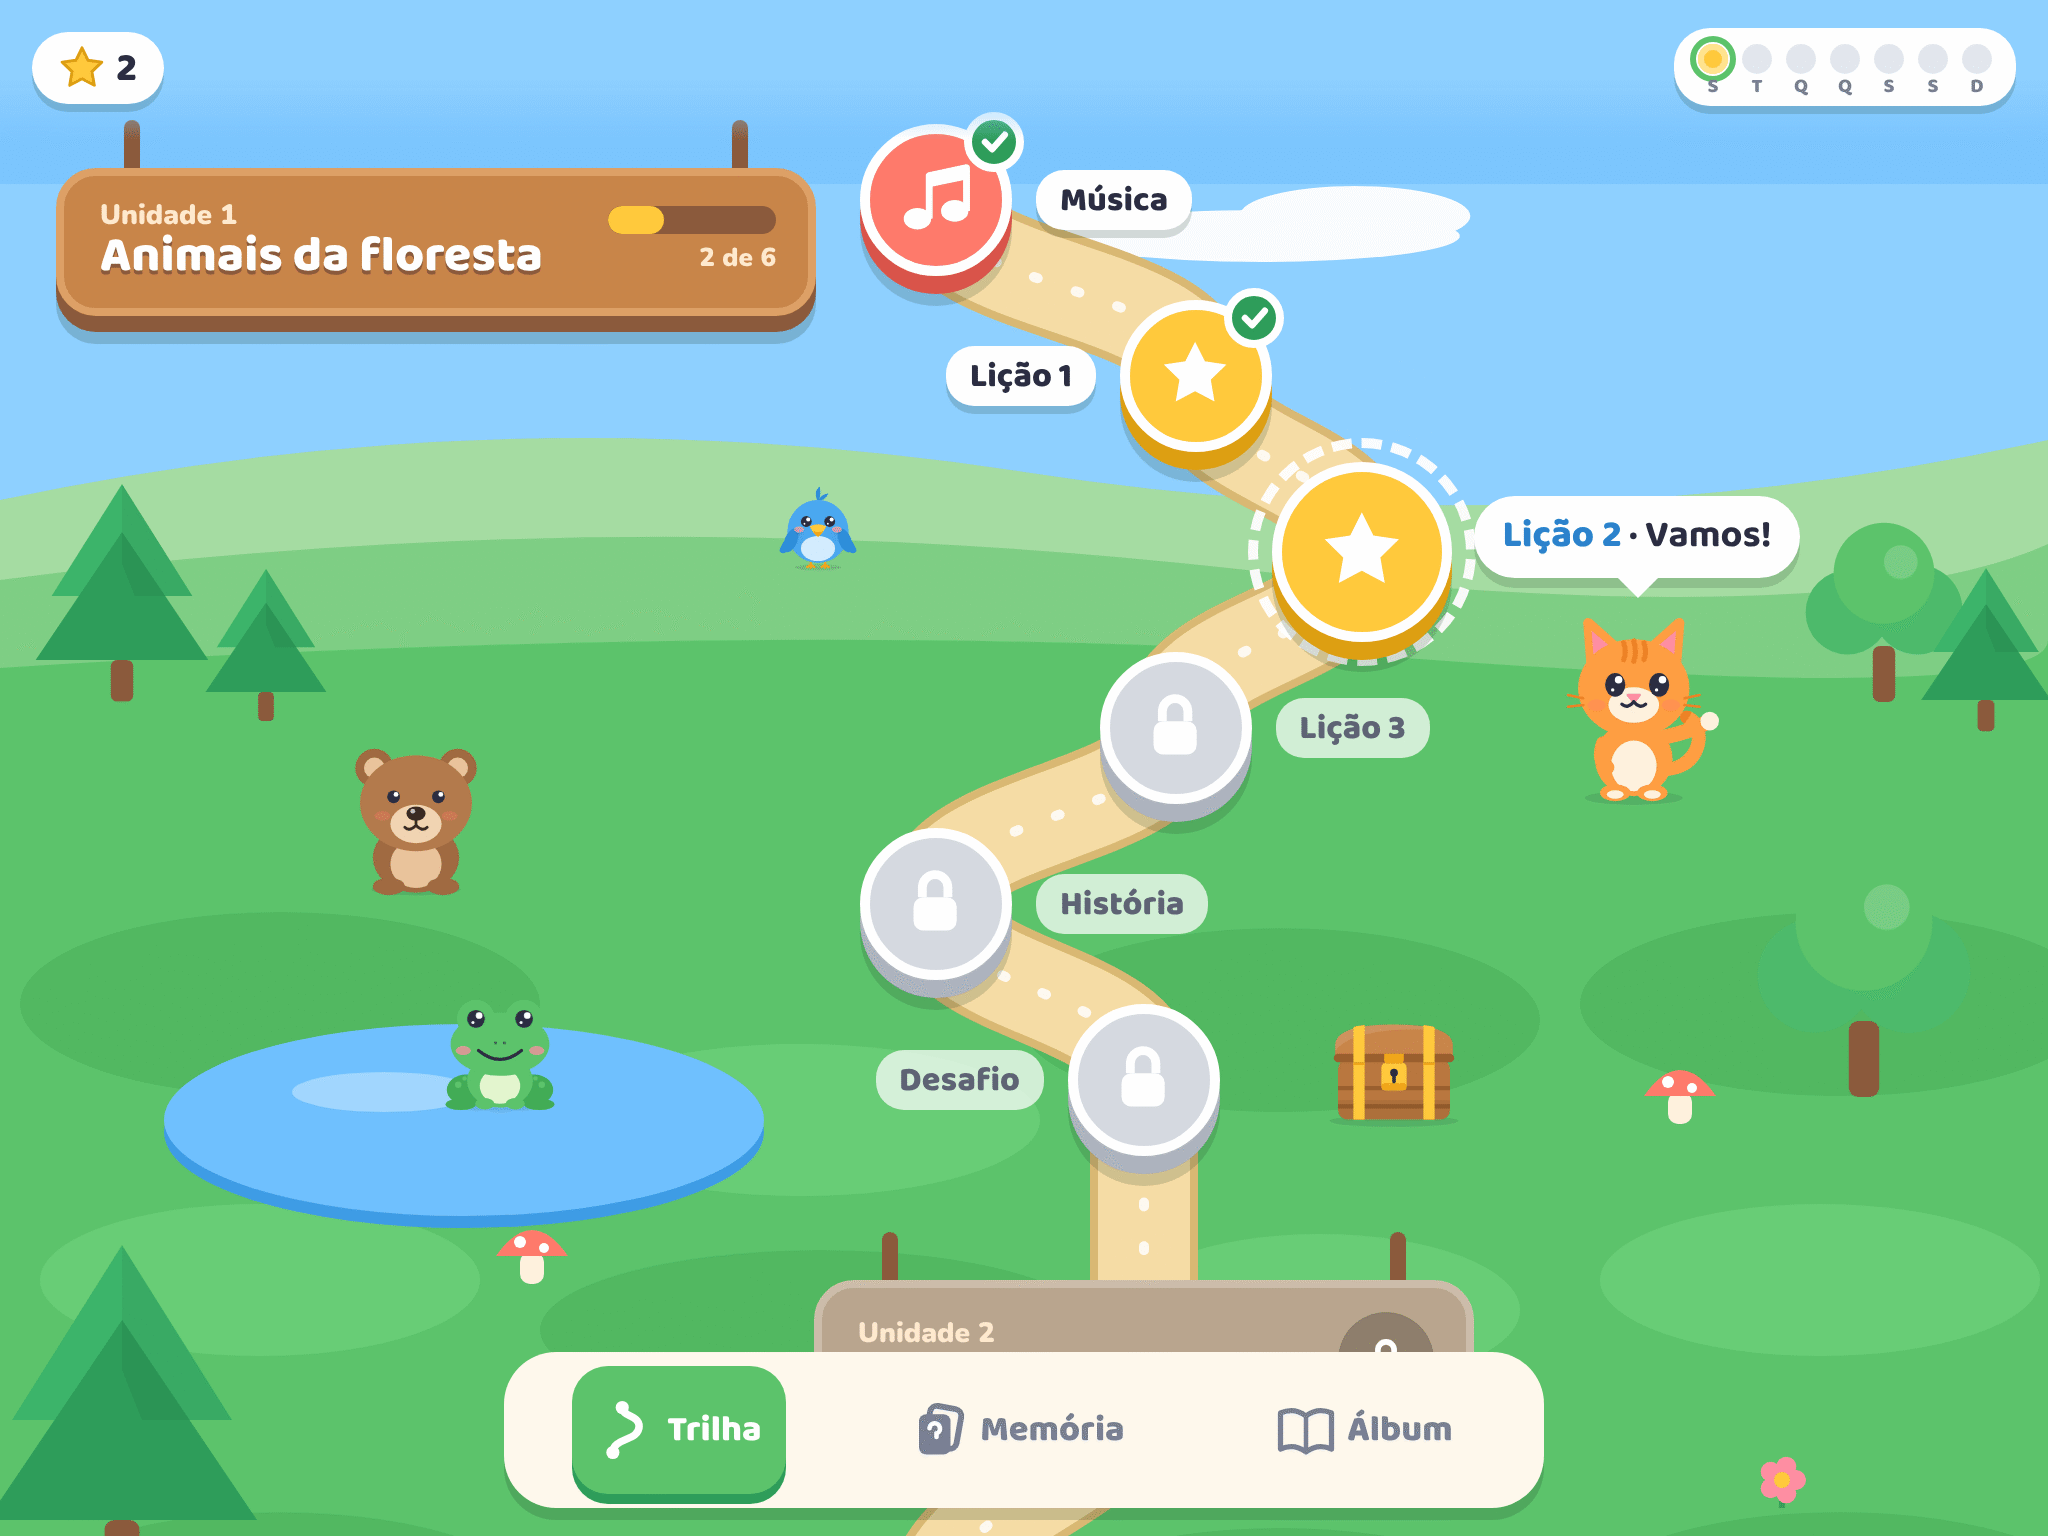 2
S T Q Q S S D
Unidade 1
Animais da floresta
2 de 6
Música
Lição 1
Lição 2 · Vamos!
Lição 3
História
Desafio
Unidade 2
Trilha
Memória
Álbum